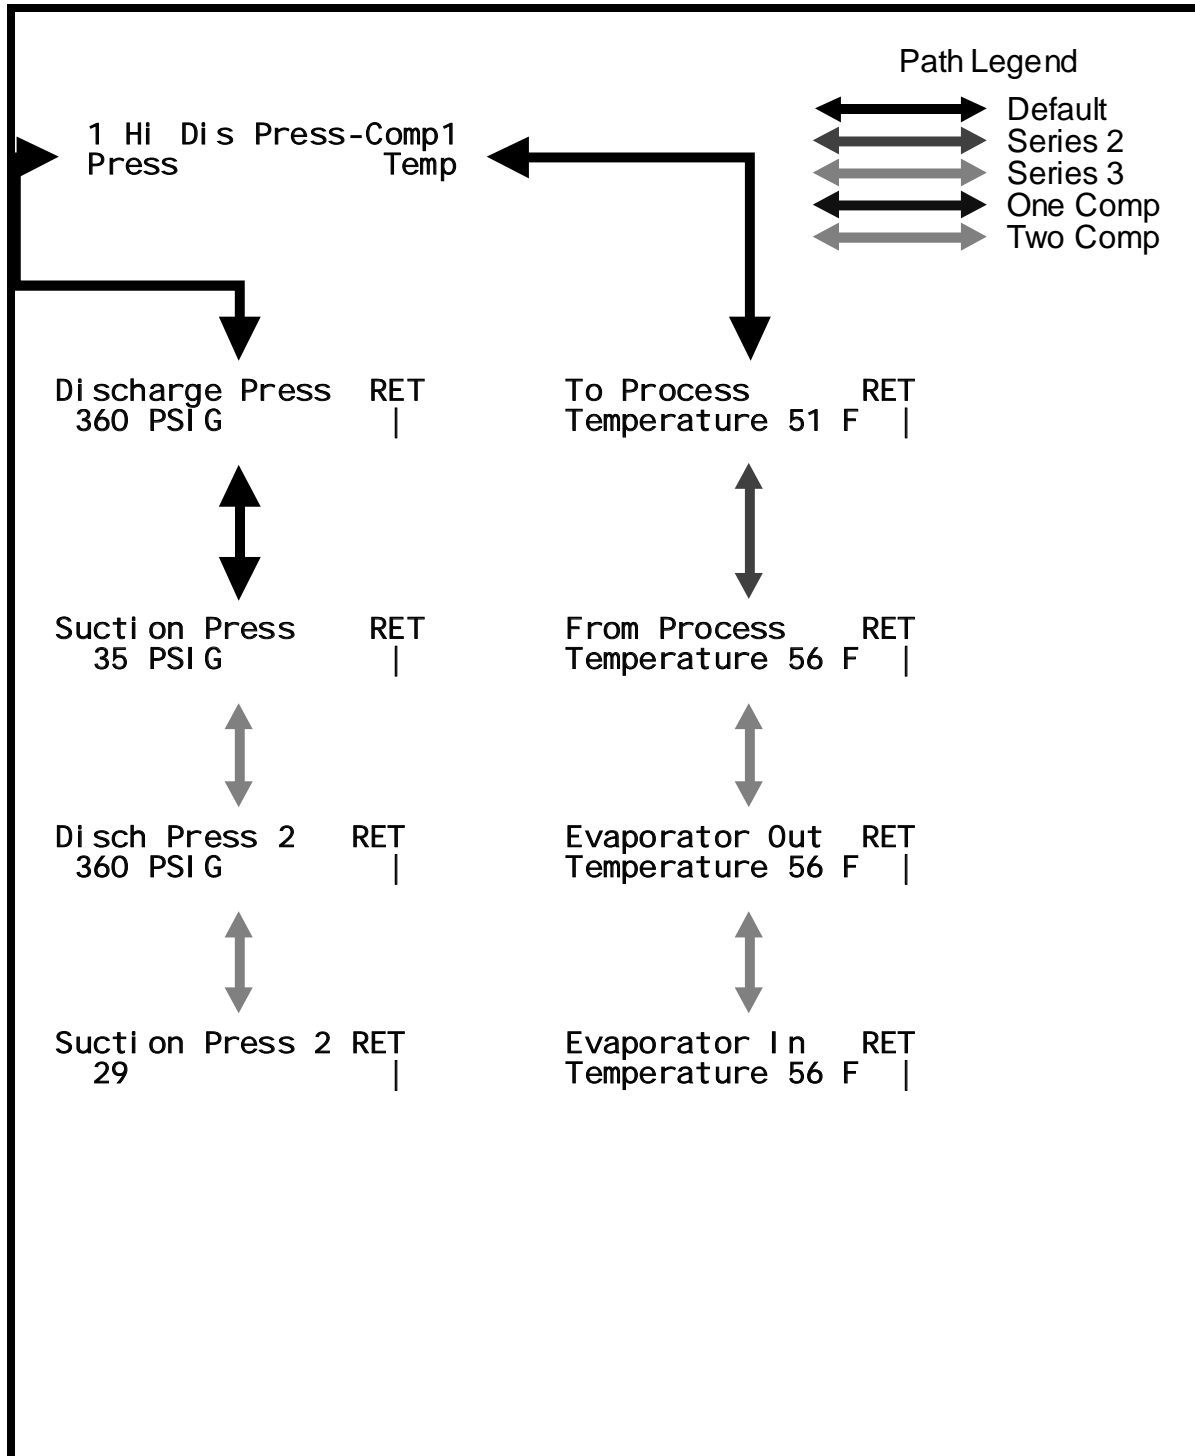 Path Legend
Default
Series 2
Series 3
One Comp
Two Comp
1 Hi Dis Press-Comp1
Press Temp
Discharge Press RET
360 PSIG |
To Process RET
Temperature 51 F |
Suction Press RET
35 PSIG |
From Process RET
Temperature 56 F |
Disch Press 2 RET
360 PSIG |
Evaporator Out RET
Temperature 56 F |
Suction Press 2 RET
29 |
Evaporator In RET
Temperature 56 F |